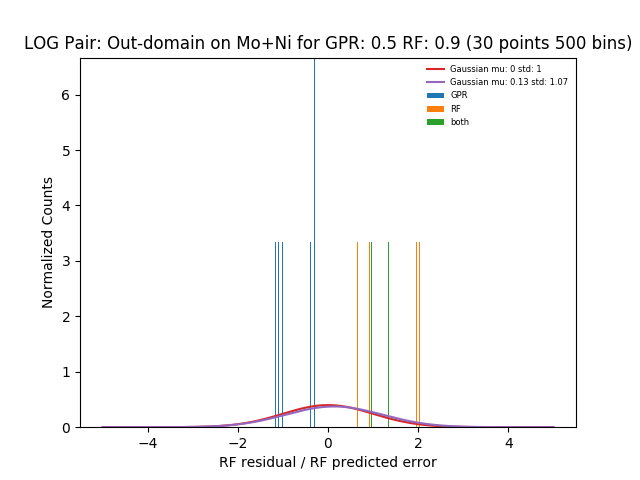 LOG Pair: Out-domain on Mo+Ni for GPR: 0.5 RF: 0.9 (30 points 500 bins)
Gaussian mu: 0 std: 1
Gaussian mu: 0.13 std: 1.07
GPR
RF
both
Normalized Counts
6
5
4
3
2
1
0
−4
−2
0
2
4
RF residual / RF predicted error